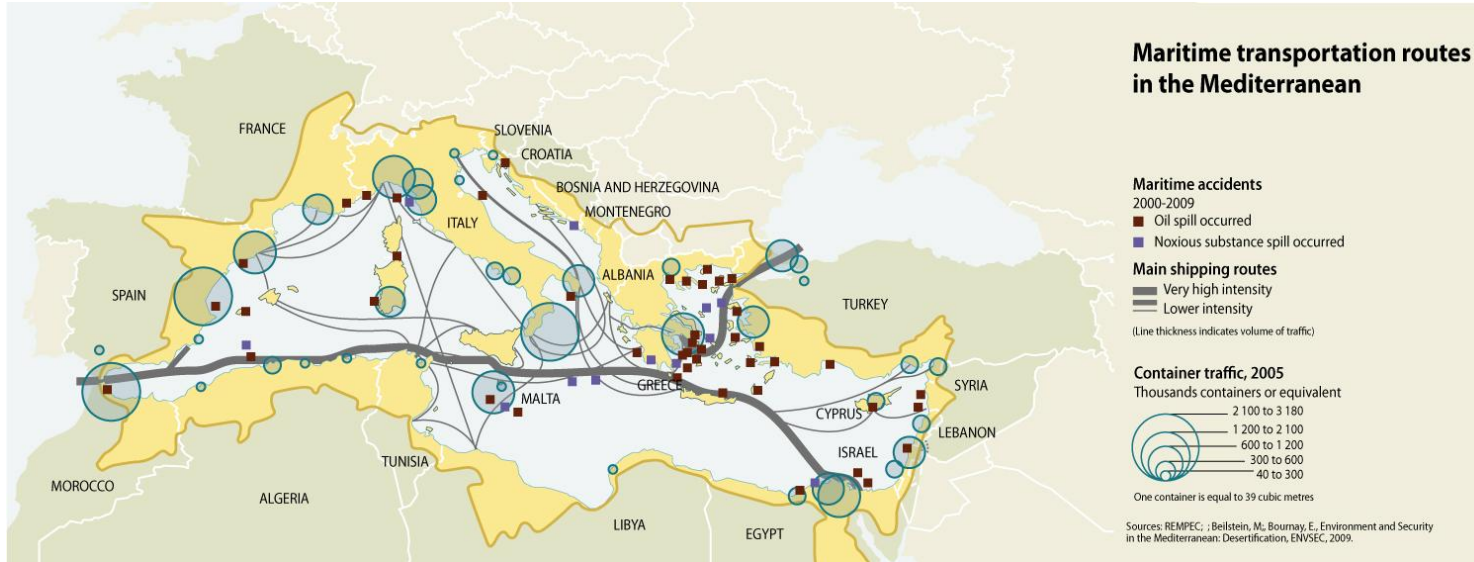 Maritime transportation routes
in the Mediterranean
FRANCE
SLOVENIA
CROATIA
BOSNIA AND HERZEGOVINA
MONTENEGRO
ITALY
ALBANIA
SPAIN
TURKEY
GREECE
SYRIA
MALTA
CYPRUS
LEBANON
ISRAEL
TUNISIA
MOROCCO
ALGERIA
LIBYA
EGYPT
Maritime accidents
2000-2009
Oil spill occurred
Noxious substance spill occurred
Main shipping routes
Very high intensity
Lower intensity
(Line thickness indicates volume of traffic)
Container traffic, 2005
Thousands containers or equivalent
2 100 to 3 180
1 200 to 2 100
600 to 1 200
300 to 600
40 to 300
One container is equal to 39 cubic metres
Sources: REMPEC; ; Beilstein, M;, Bournay, E., Environment and Security
in the Mediterranean: Desertification, ENVSEC, 2009.